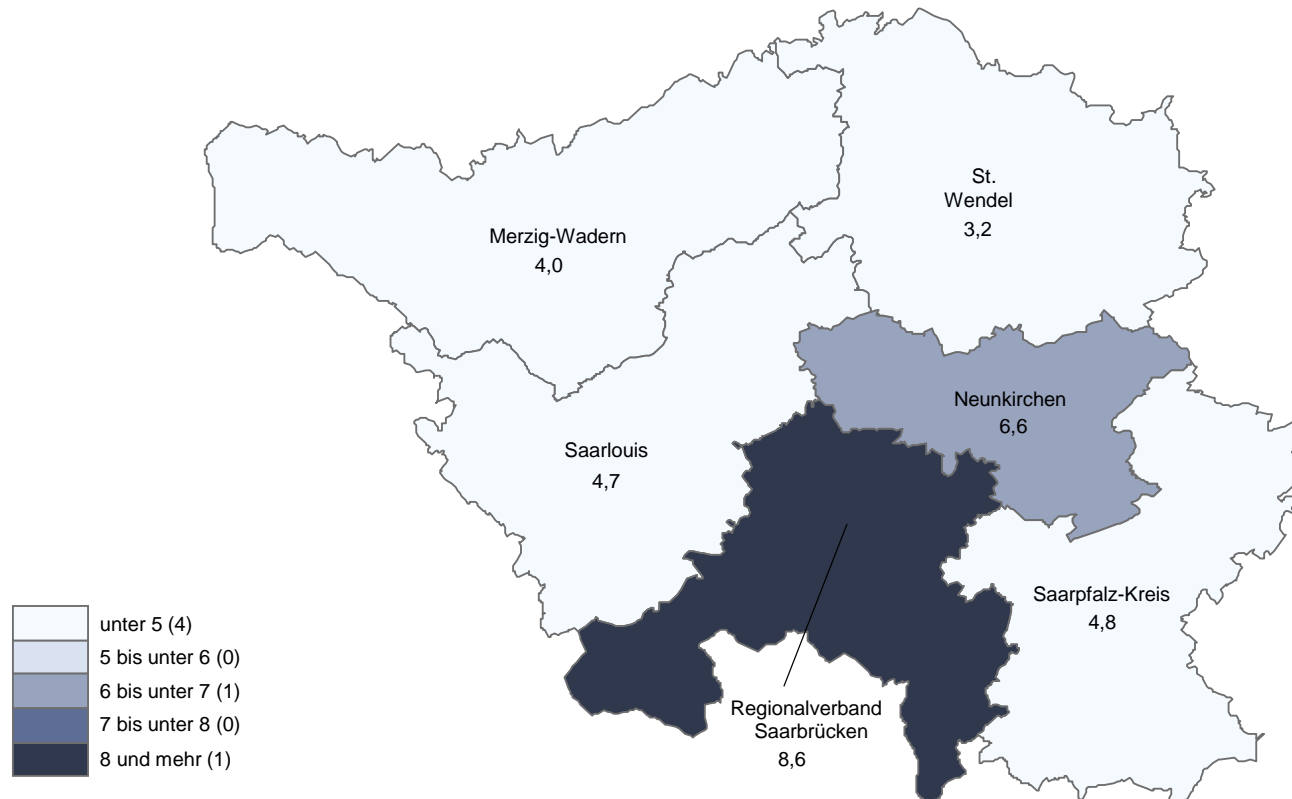 St.
Wendel
3,2
Merzig-Wadern
4,0
Neunkirchen
6,6
Saarlouis
4,7
Saarpfalz-Kreis
4,8
Regionalverband
Saarbrücken
8,6
unter 5 (4)
5 bis unter 6 (0)
6 bis unter 7 (1)
7 bis unter 8 (0)
8 und mehr (1)